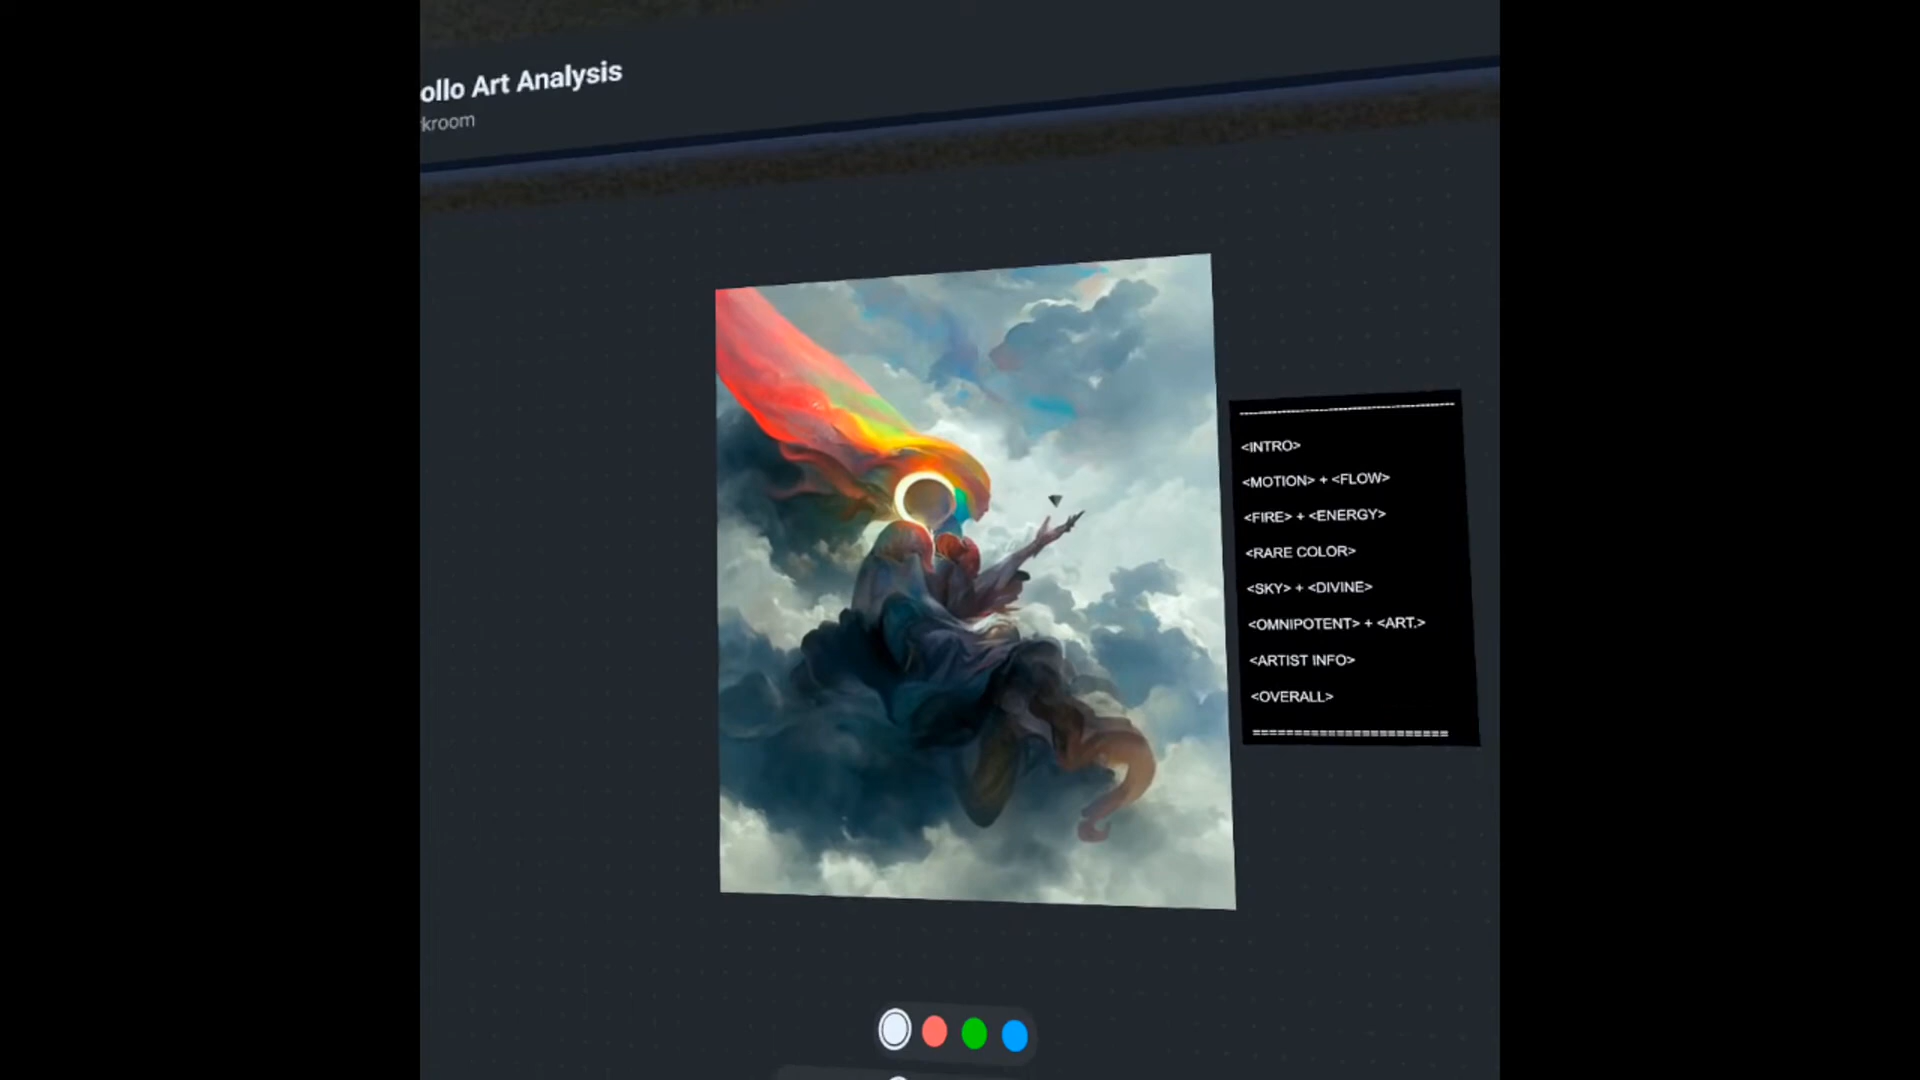 ollo Art Analysis
kroom
<INTRO>
<MOTION> + <FLOW>
<FIRE> + <ENERGY>
<RARE COLOR>
<SKY> + <DIVINE>
<OMNIPOTENT> + <ART.>
<ARTIST INFO>
<OVERALL>